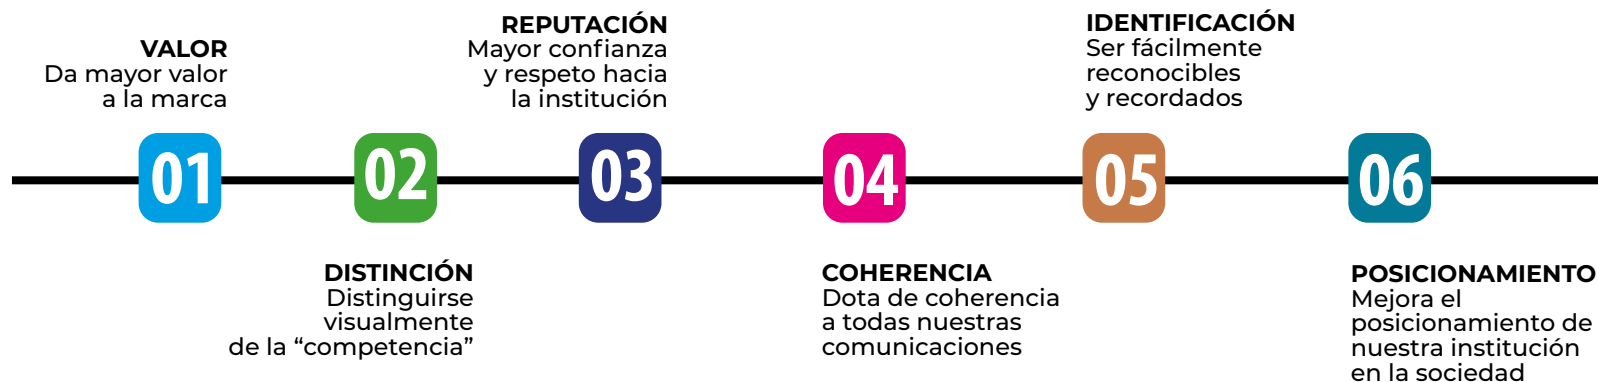 VALOR
Da mayor valor
a la marca
01
DISTINCIÓN
Distinguirse
visualmente
de la “competencia”
02
REPUTACIÓN
Mayor confianza
y respeto hacia
la institución
03
COHERENCIA
Dota de coherencia
a todas nuestras
comunicaciones
04
IDENTIFICACIÓN
Ser fácilmente
reconocibles
y recordados
05
POSICIONAMIENTO
Mejora el
posicionamiento de
nuestra institución
en la sociedad
06